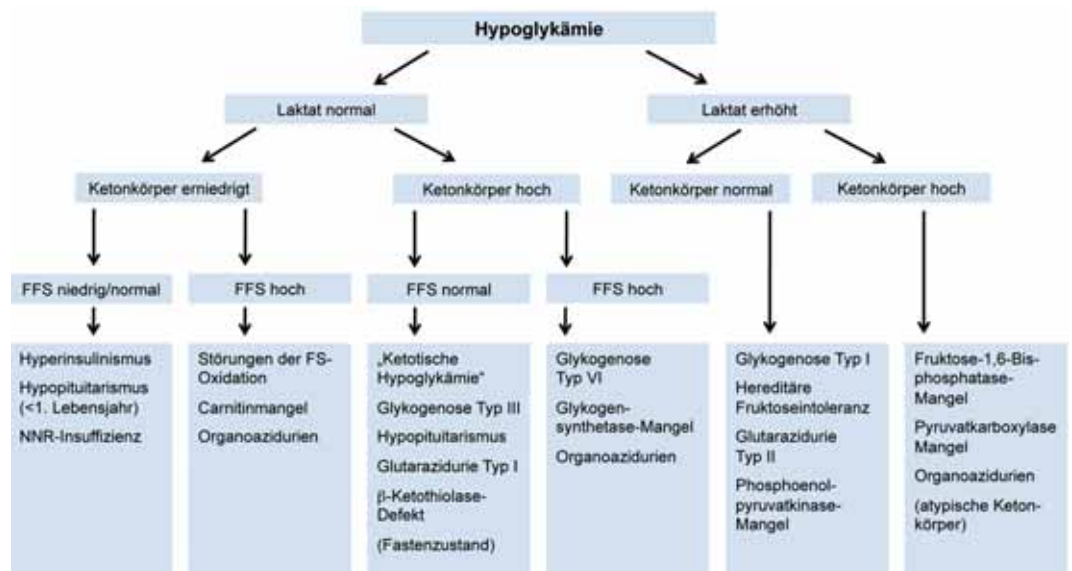 Hypoglykämie
Laktat normal
Laktat erhöht
Ketonkörper erniedrigt
Ketonkörper hoch
Ketonkörper normal
Ketonkörper hoch
FFS niedrig/normal
FFS hoch
FFS normal
FFS hoch
Hyperinsulinismus
Hypopituitarismus
(<1. Lebensjahr)
NNR-Insuffizienz
Störungen der FS-
Oxidation
Carnitinmangel
Organoazidurien
„Ketotische
Hypoglykämie“
Glykogenose Typ III
Hypopituitarismus
Glutarazidurie Typ I
β-Ketothiolase-
Defekt
(Fastenzustand)
Glykogenose
Typ VI
Glykogen-
synthetase-Mangel
Organoazidurien
Glykogenose Typ I
Hereditäre
Fruktoseintoleranz
Glutarazidurie
Typ II
Phosphoenol-
pyruvatkinase-
Mangel
Fruktose-1,6-Bis-
phosphatase-
Mangel
Pyruvatkarboxylase
Mangel
Organoazidurien
(atypische Keton-
körper)